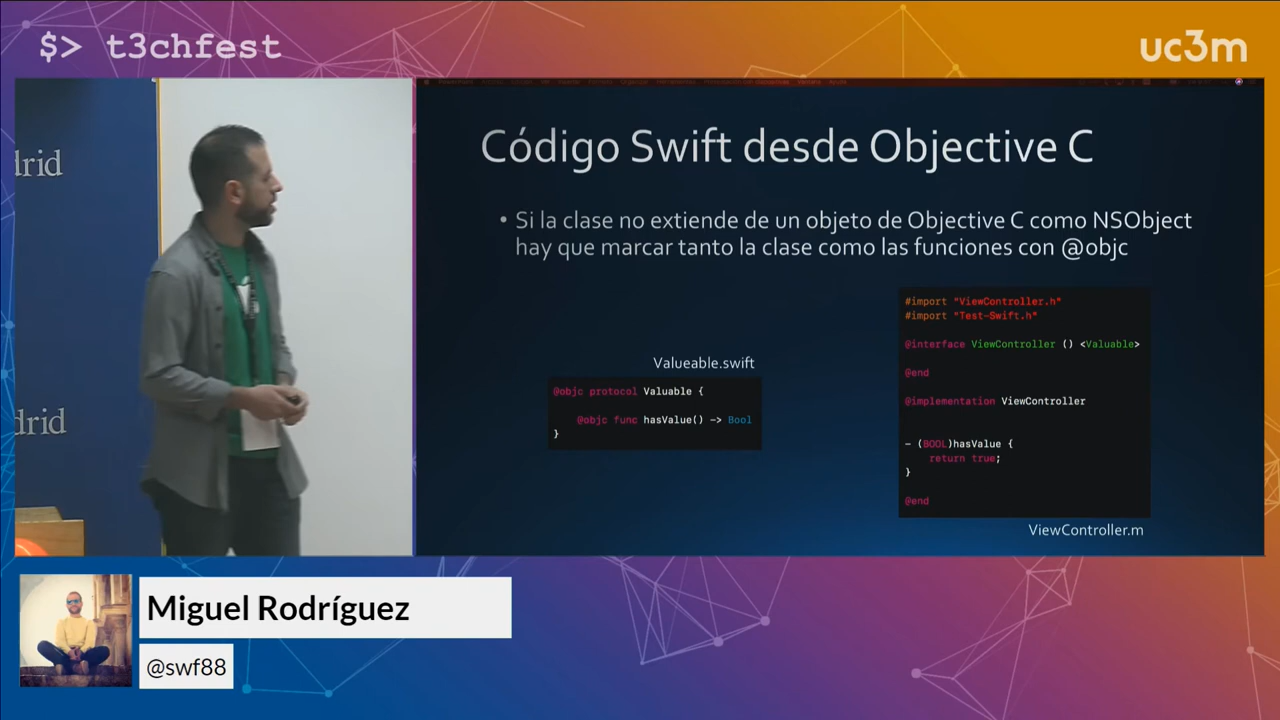 $> t3chfest
uc3m
drid
drid
Código Swift desde Objective C
• Si la clase no extiende de un objeto de Objective C como NSObject
hay que marcar tanto la clase como las funciones con @objc
Valueable.swift
@objc protocol Valuable {
@objc func hasValue() -> Bool
}
#import "ViewController.h"
#import "Test-Swift.h"
@interface ViewController () <Valuable>
@end
@implementation ViewController
- (BOOL)hasValue {
return true;
}
@end
ViewController.m
Miguel Rodríguez
@swf88